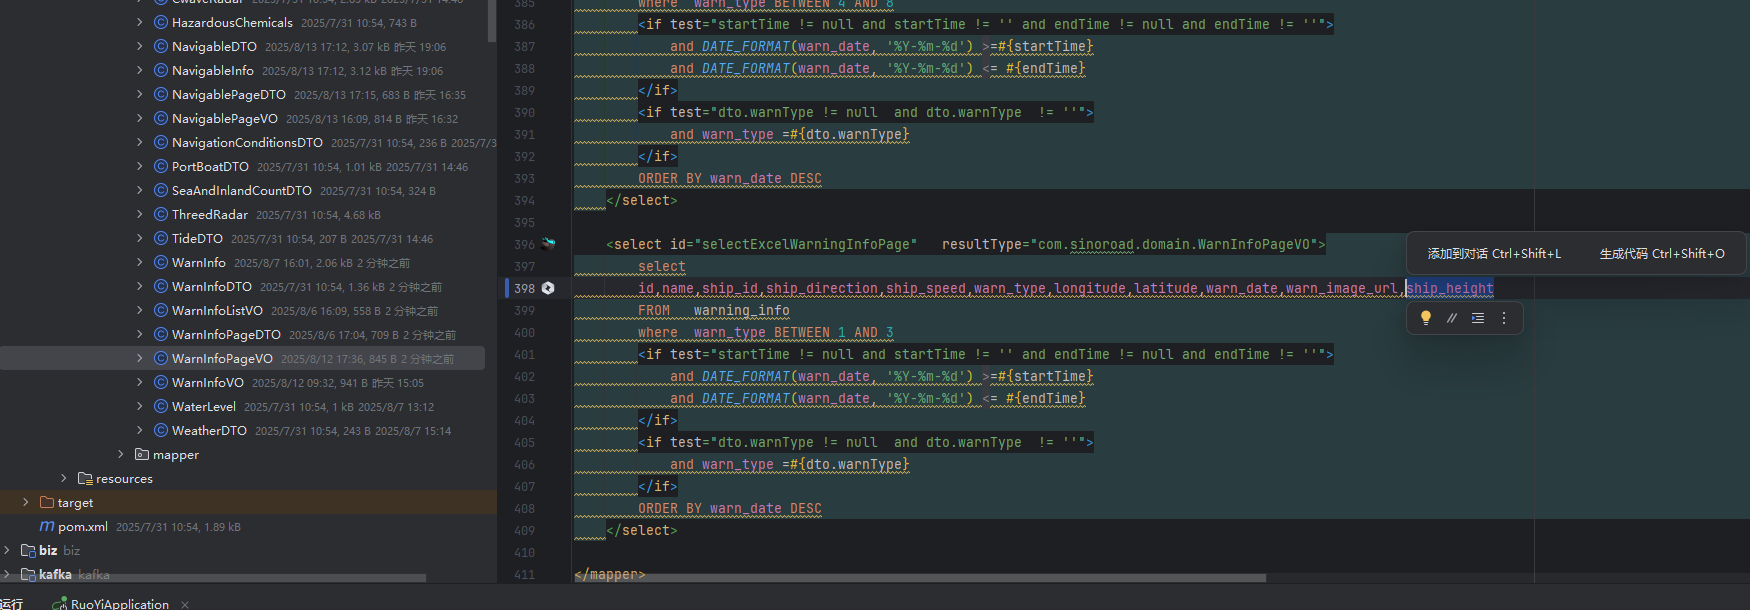 CwaveRadar 2025/7/31 10:54, 2.89 kB 2025/7/31 14:46
HazardousChemicals 2025/7/31 10:54, 743 B
NavigableDTO 2025/8/13 17:12, 3.07 kB 昨天 19:06
NavigableInfo 2025/8/13 17:12, 3.12 kB 昨天 19:06
NavigablePageDTO 2025/8/13 17:15, 683 B 昨天 16:35
NavigablePageVO 2025/8/13 16:09, 814 B 昨天 16:32
NavigationConditionsDTO 2025/7/31 10:54, 236 B 2025/7/3
PortBoatDTO 2025/7/31 10:54, 1.01 kB 2025/7/31 14:46
SeaAndInlandCountDTO 2025/7/31 10:54, 324 B
ThreedRadar 2025/7/31 10:54, 4.68 kB
TideDTO 2025/7/31 10:54, 207 B 2025/7/31 14:46
WarnInfo 2025/8/7 16:01, 2.06 kB 2 分钟之前
WarnInfoDTO 2025/7/31 10:54, 1.36 kB 2 分钟之前
WarnInfoListVO 2025/8/6 16:09, 558 B 2 分钟之前
WarnInfoPageDTO 2025/8/6 17:04, 709 B 2 分钟之前
WarnInfoPageVO 2025/8/12 17:36, 845 B 2 分钟之前
WarnInfoVO 2025/8/12 09:32, 941 B 昨天 15:05
WaterLevel 2025/7/31 10:54, 1 kB 2025/8/7 13:12
WeatherDTO 2025/7/31 10:54, 243 B 2025/8/7 15:14
mapper
resources
target
pom.xml 2025/7/31 10:54, 1.89 kB
biz biz
kafka kafka
385 where warn_type BETWEEN 4 AND 8
386 <if test="startTime != null and startTime != '' and endTime != null and endTime != ''">
387 and DATE_FORMAT(warn_date, '%Y-%m-%d') >=#{startTime}
388 and DATE_FORMAT(warn_date, '%Y-%m-%d') <= #{endTime}
389 </if>
390 <if test="dto.warnType != null and dto.warnType != ''">
391 and warn_type =#{dto.warnType}
392 </if>
393 ORDER BY warn_date DESC
394 </select>
395
396 <select id="selectExcelWarningInfoPage" resultType="com.sinoroad.domain.WarnInfoPageVO">
397 select
398 id,name,ship_id,ship_direction,ship_speed,warn_type,longitude,latitude,warn_date,warn_image_url,ship_height
399 FROM warning_info
400 where warn_type BETWEEN 1 AND 3
401 <if test="startTime != null and startTime != '' and endTime != null and endTime != ''">
402 and DATE_FORMAT(warn_date, '%Y-%m-%d') >=#{startTime}
403 and DATE_FORMAT(warn_date, '%Y-%m-%d') <= #{endTime}
404 </if>
405 <if test="dto.warnType != null and dto.warnType != ''">
406 and warn_type =#{dto.warnType}
407 </if>
408 ORDER BY warn_date DESC
409 </select>
410
411 </mapper>
添加到对话 Ctrl+Shift+L 生成代码 Ctrl+Shift+O
运行 RuoYiApplication